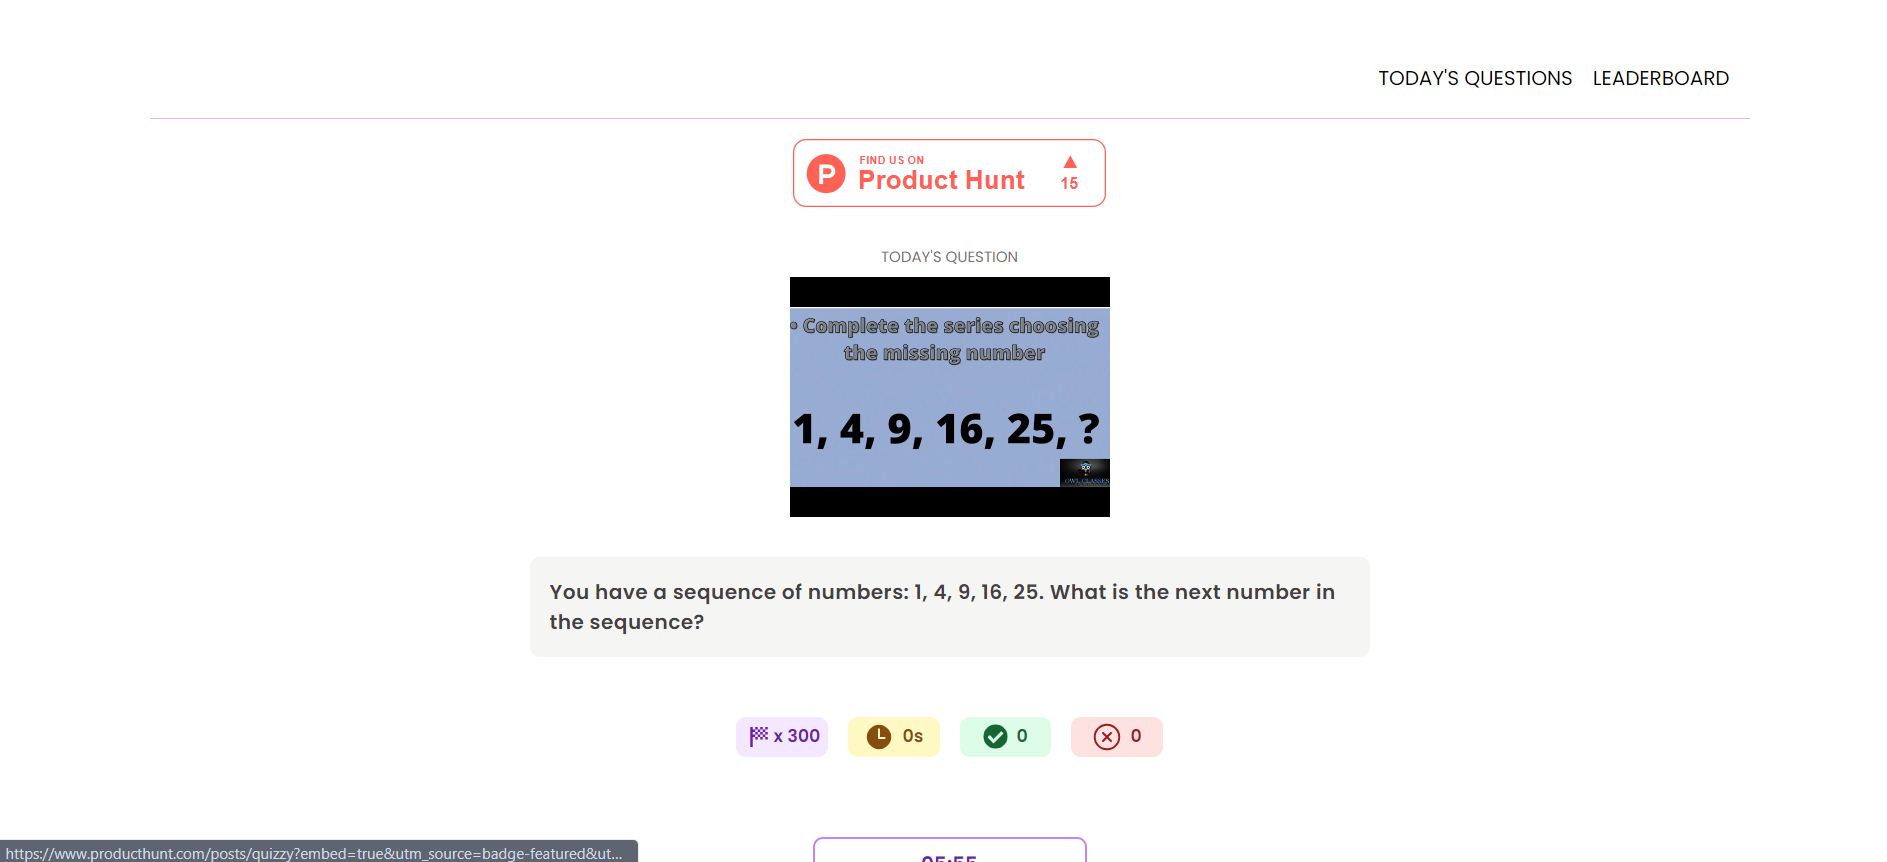 TODAY'S QUESTIONS LEADERBOARD
FIND US ON
Product Hunt
15
TODAY'S QUESTION
• Complete the series choosing
the missing number
1, 4, 9, 16, 25, ?
OWL CLASSES
You have a sequence of numbers: 1, 4, 9, 16, 25. What is the next number in
the sequence?
x 300 0s 0 0
https://www.producthunt.com/posts/quizzy?embed=true&utm_source=badge-featured&ut...